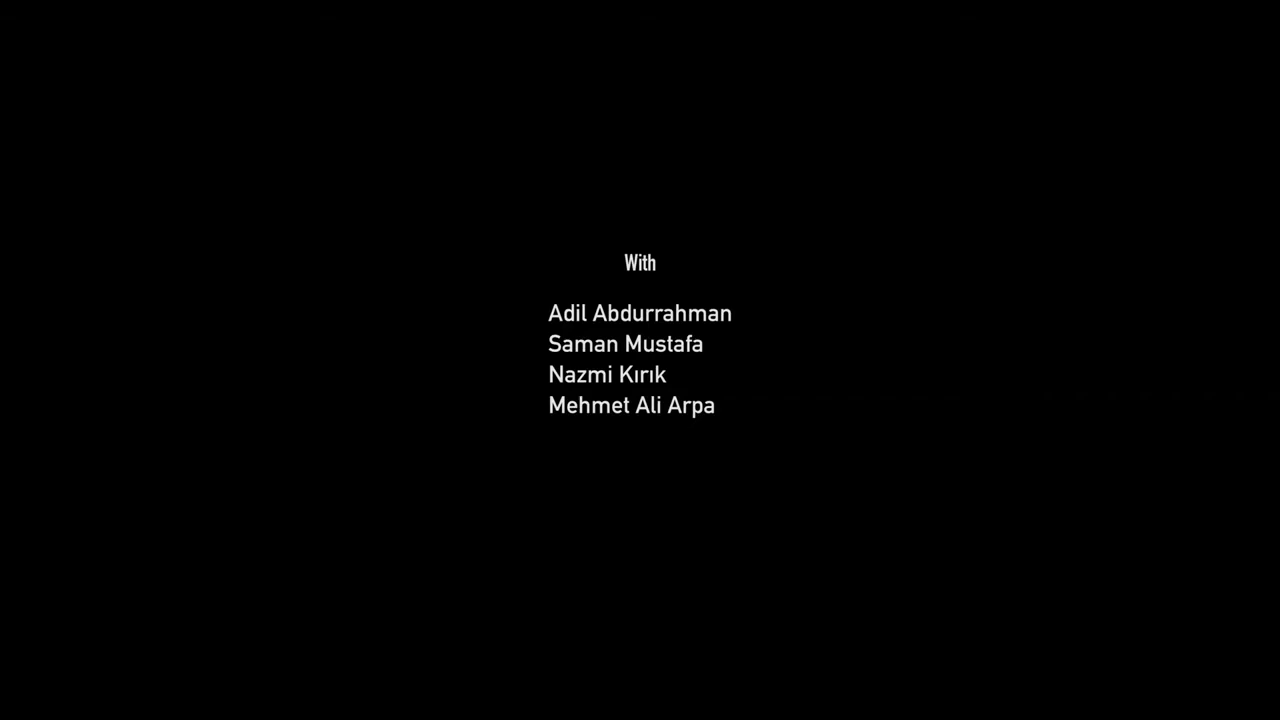 With
Adil Abdurrahman
Saman Mustafa
Nazmi Kırık
Mehmet Ali Arpa